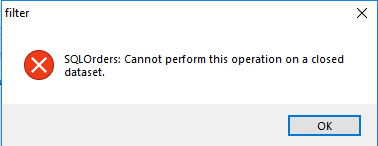 filter
SQLOrders: Cannot perform this operation on a closed
dataset.
OK